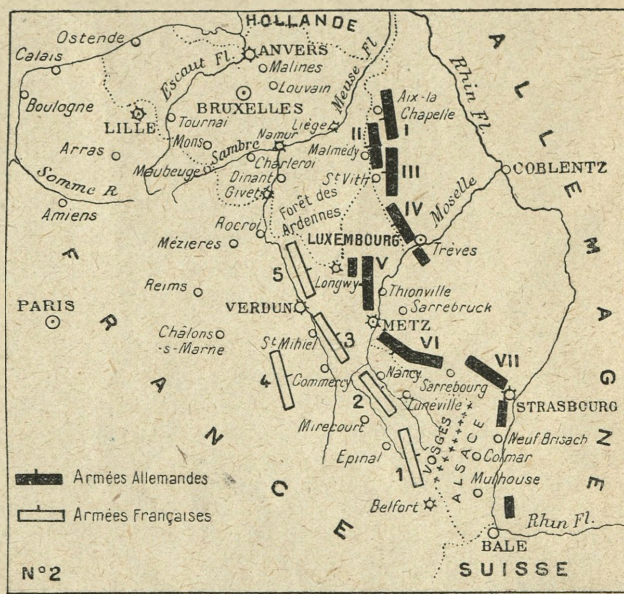 HOLLANDE
Ostende
ANVERS
Escaut Fl.
Calais
Malines
Louvain
Meuse Fl
Rhin Fl.
ALLEMAGNE
Boulogne
BRUXELLES
Aix-la
Chapelle
LILLE
Tournai
Liège
I
II
Mons
Sambre
Namur
Malmédy
Arras
Maubeuge
Charleroi
Dinant
St Vith
III
COBLENTZ
Somme R
Givet
Forêt des
Ardennes
IV
Moselle
Amiens
Rocroi
LUXEMBOURG
Mézieres
Trèves
5
Longwy
V
Reims
Thionville
PARIS
VERDUN
Sarrebruck
METZ
Châlons
-s-Marne
St Mihiel
3
VI
VII
4
Commercy
Nancy
Sarrebourg
2
Lunéville
STRASBOURG
FRANCE
Mirecourt
VOSGES
ALSACE
Neuf Brisach
Epinal
Colmar
1
Mulhouse
Armées Allemandes
Belfort
Armées Françaises
Rhin Fl.
BALE
N°2
SUISSE